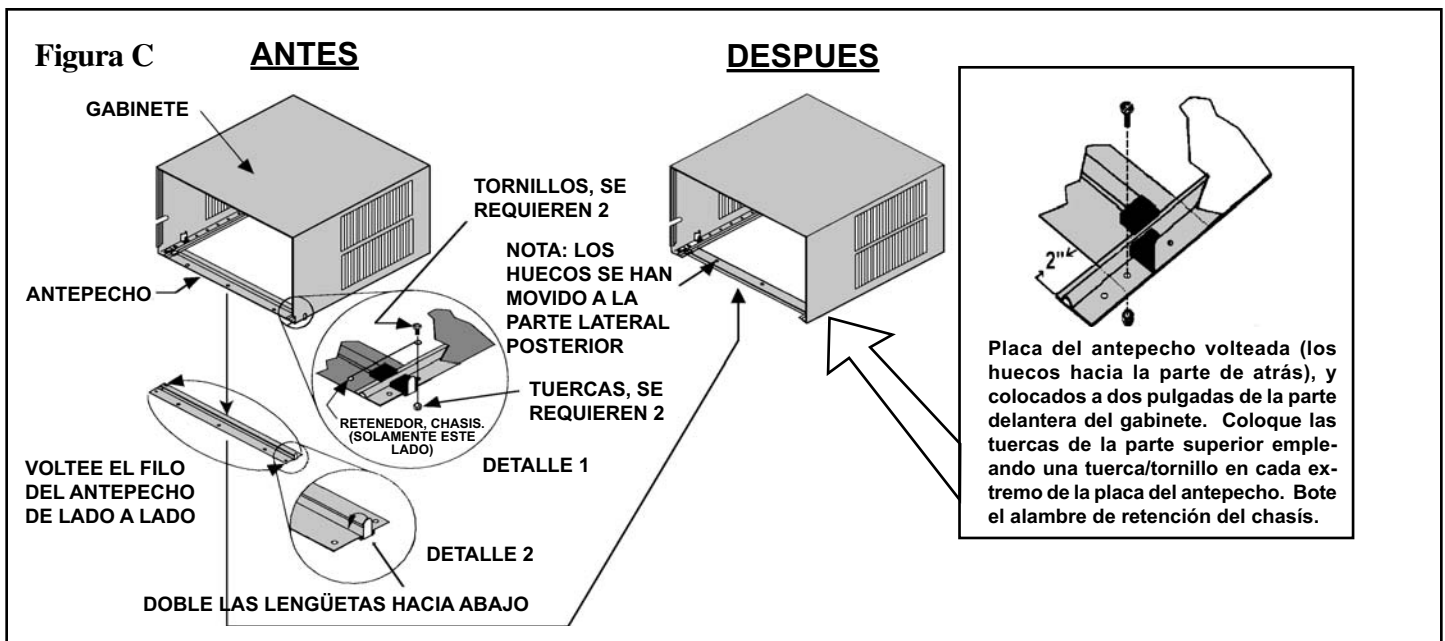 Figura C
ANTES
DESPUES
GABINETE
TORNILLOS, SE
REQUIEREN 2
NOTA: LOS
HUECOS SE HAN
MOVIDO A LA
PARTE LATERAL
POSTERIOR
ANTEPECHO
TUERCAS, SE
REQUIEREN 2
RETENEDOR, CHASIS.
(SOLAMENTE ESTE
LADO)
DETALLE 1
VOLTEE EL FILO
DEL ANTEPECHO
DE LADO A LADO
DETALLE 2
DOBLE LAS LENGÜETAS HACIA ABAJO
2"
Placa del antepecho volteada (los
huecos hacia la parte de atrás), y
colocados a dos pulgadas de la parte
delantera del gabinete. Coloque las
tuercas de la parte superior emple-
ando una tuerca/tornillo en cada ex-
tremo de la placa del antepecho. Bote
el alambre de retención del chasís.